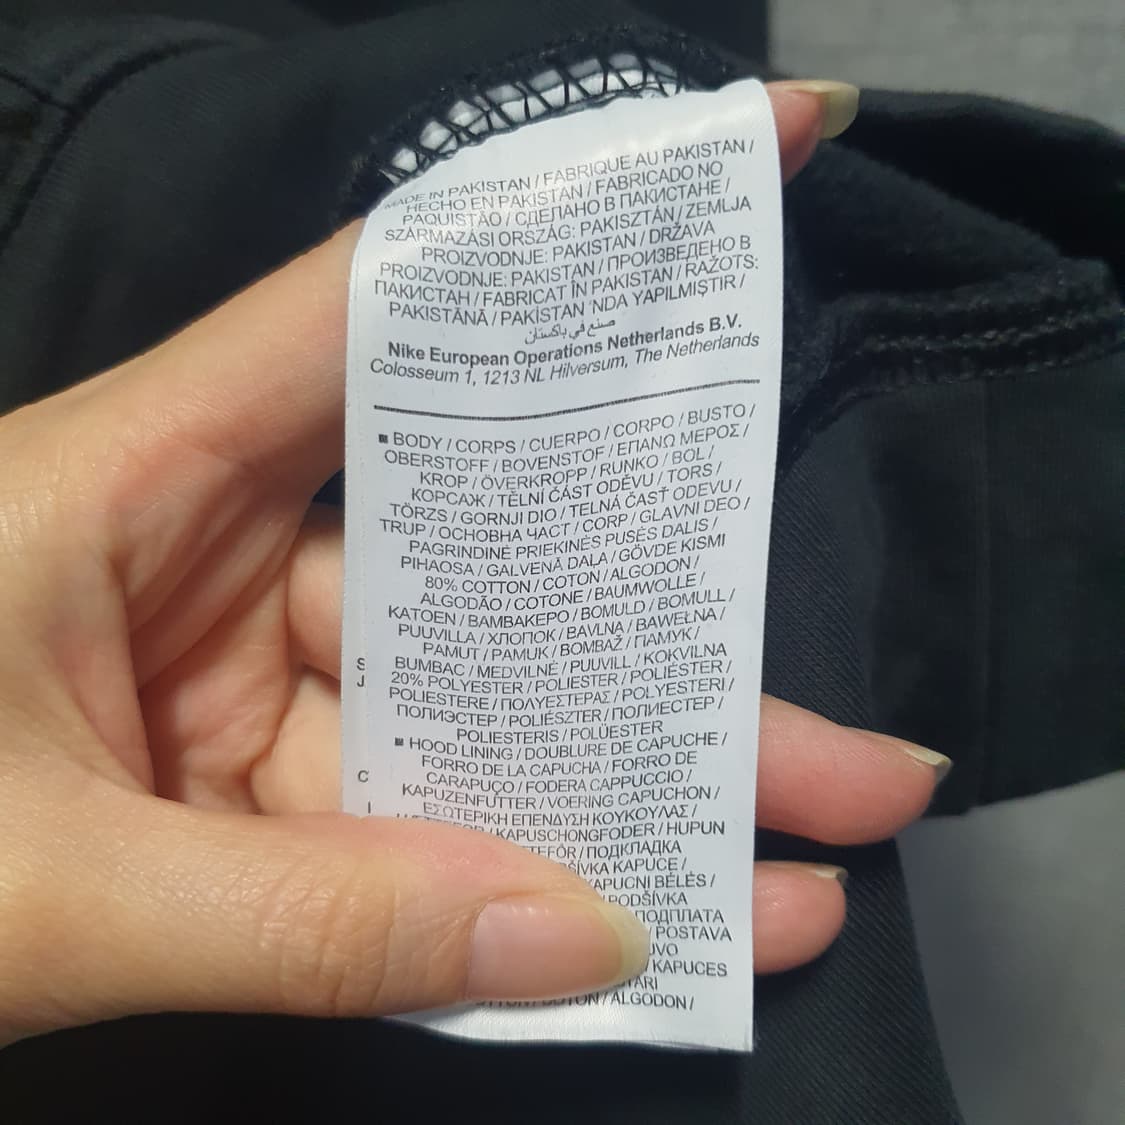 MADE IN PAKISTAN / FABRIQUE AU PAKISTAN /
HECHO EN PAKISTAN / FABRICADO NO
PAQUISTÃO / СДЕЛАНО В ПАКИСТАНЕ /
SZÁRMAZÁSI ORSZÁG: PAKISZTÁN / ZEMLJA
PROIZVODNJE: PAKISTAN / DRŽAVA
PROIZVODNJE: PAKISTAN / ПРОИЗВЕДЕНО В
ПАКИСТАН / FABRICAT ÎN PAKISTAN / RAŽOTS:
PAKISTĀNĀ / PAKİSTAN 'NDA YAPILMIŞTIR /
صنع في باكستان
Nike European Operations Netherlands B.V.
Colosseum 1, 1213 NL Hilversum, The Netherlands
■ BODY / CORPS / CUERPO / CORPO / BUSTO /
OBERSTOFF / BOVENSTOF / ΕΠΑΝΩ ΜΕΡΟΣ /
KROP / ÖVERKROPP / RUNKO / BOL /
КОРСАЖ / TĚLNÍ ČÁST ODĚVU / TORS /
TÖRZS / GORNJI DIO / TELNÁ ČASŤ ODEVU /
TRUP / ОСНОВНА ЧАСТ / CORP / GLAVNI DEO /
PAGRINDINĖ PRIEKINĖS PUSĖS DALIS /
PIHAOSA / GALVENĀ DAĻA / GÖVDE KISMI
80% COTTON / COTON / ALGODON /
ALGODÃO / COTONE / BAUMWOLLE /
KATOEN / ΒΑΜΒΑΚΕΡΟ / BOMULD / BOMULL /
PUUVILLA / ХЛОПОК / BAVLNA / BAWEŁNA /
PAMUT / PAMUK / BOMBAŽ / ПАМУК /
BUMBAC / MEDVILNĖ / PUUVILL / KOKVILNA
20% POLYESTER / POLIESTER / POLIÉSTER /
POLIESTERE / ΠΟΛΥΕΣΤΕΡΑΣ / POLYESTERI /
ПОЛИЭСТЕР / POLIÉSZTER / ПОЛИЕСТЕР /
POLIESTERIS / POLÜESTER
■ HOOD LINING / DOUBLURE DE CAPUCHE /
FORRO DE LA CAPUCHA / FORRO DE
CARAPUÇO / FODERA CAPPUCCIO /
KAPUZENFUTTER / VOERING CAPUCHON /
ΕΣΩΤΕΡΙΚΗ ΕΠΕΝΔΥΣΗ ΚΟΥΚΟΥΛΑΣ /
/ KAPUSCHONGFODER / HUPUN
/ ПОДКЛАДКА
KAPUCE /
BÉLÉS /
/ PODŠÍVKA
ПОДПЛАТА
/ POSTAVA
/ KAPUCES
/ ALGODON /
S
J
C